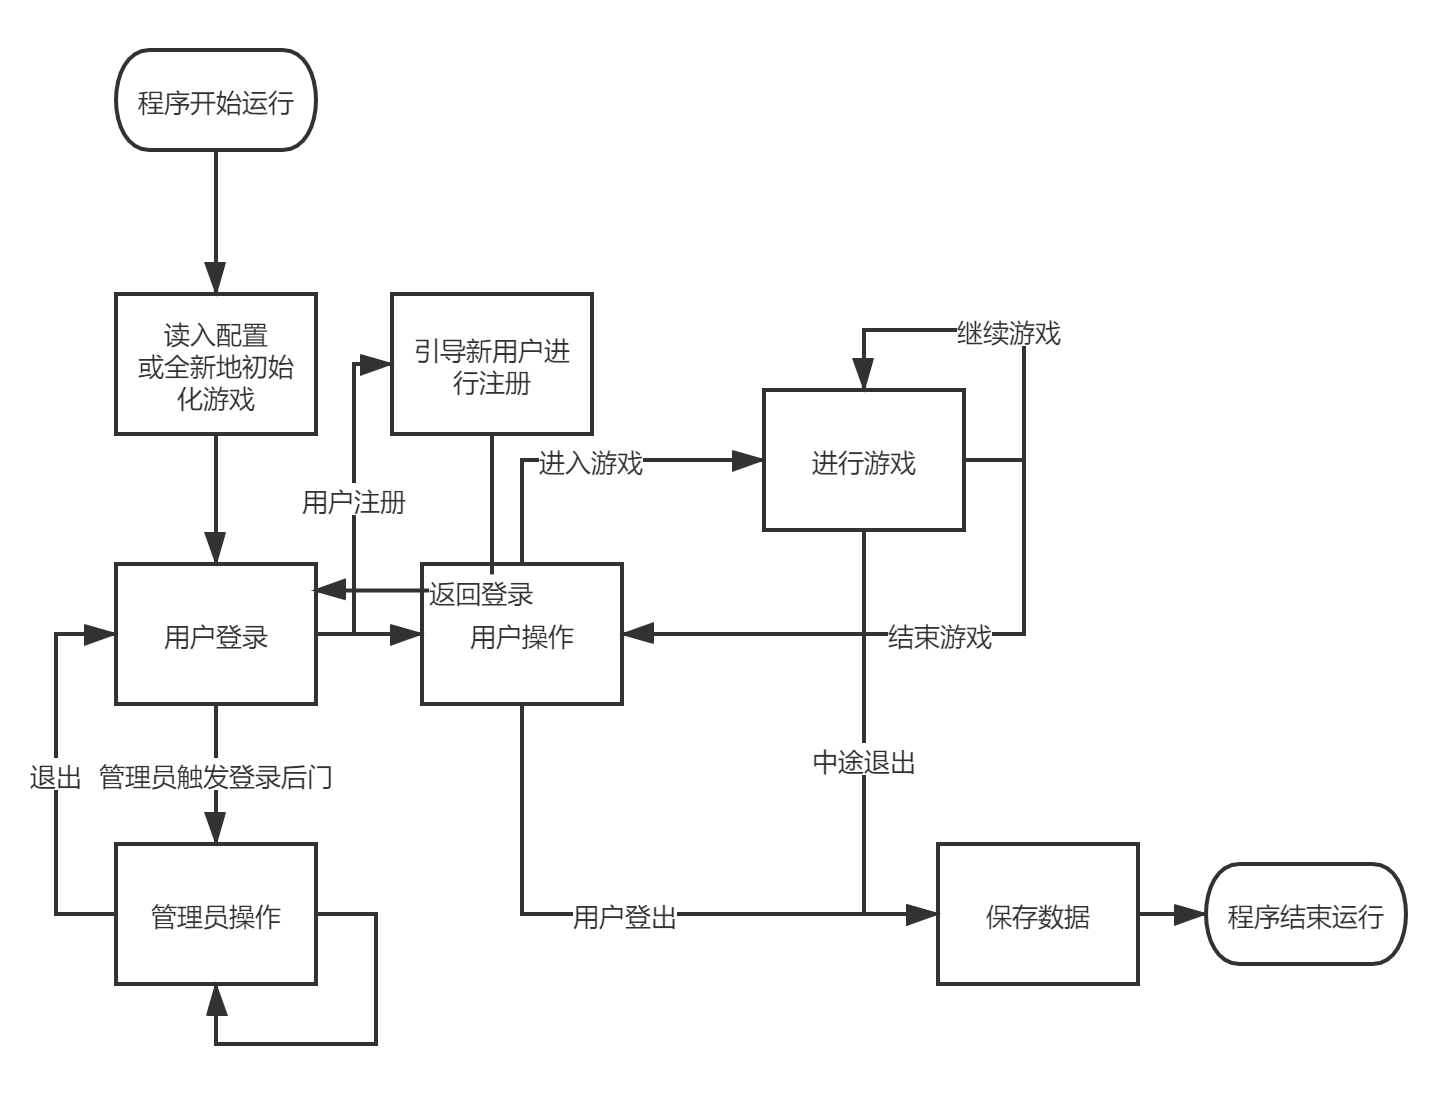 程序开始运行
读入配置
或全新地初始
化游戏
引导新用户进
行注册
继续游戏
进入游戏
进行游戏
用户注册
返回登录
用户登录
用户操作
结束游戏
退出
管理员触发登录后门
中途退出
管理员操作
用户登出
保存数据
程序结束运行